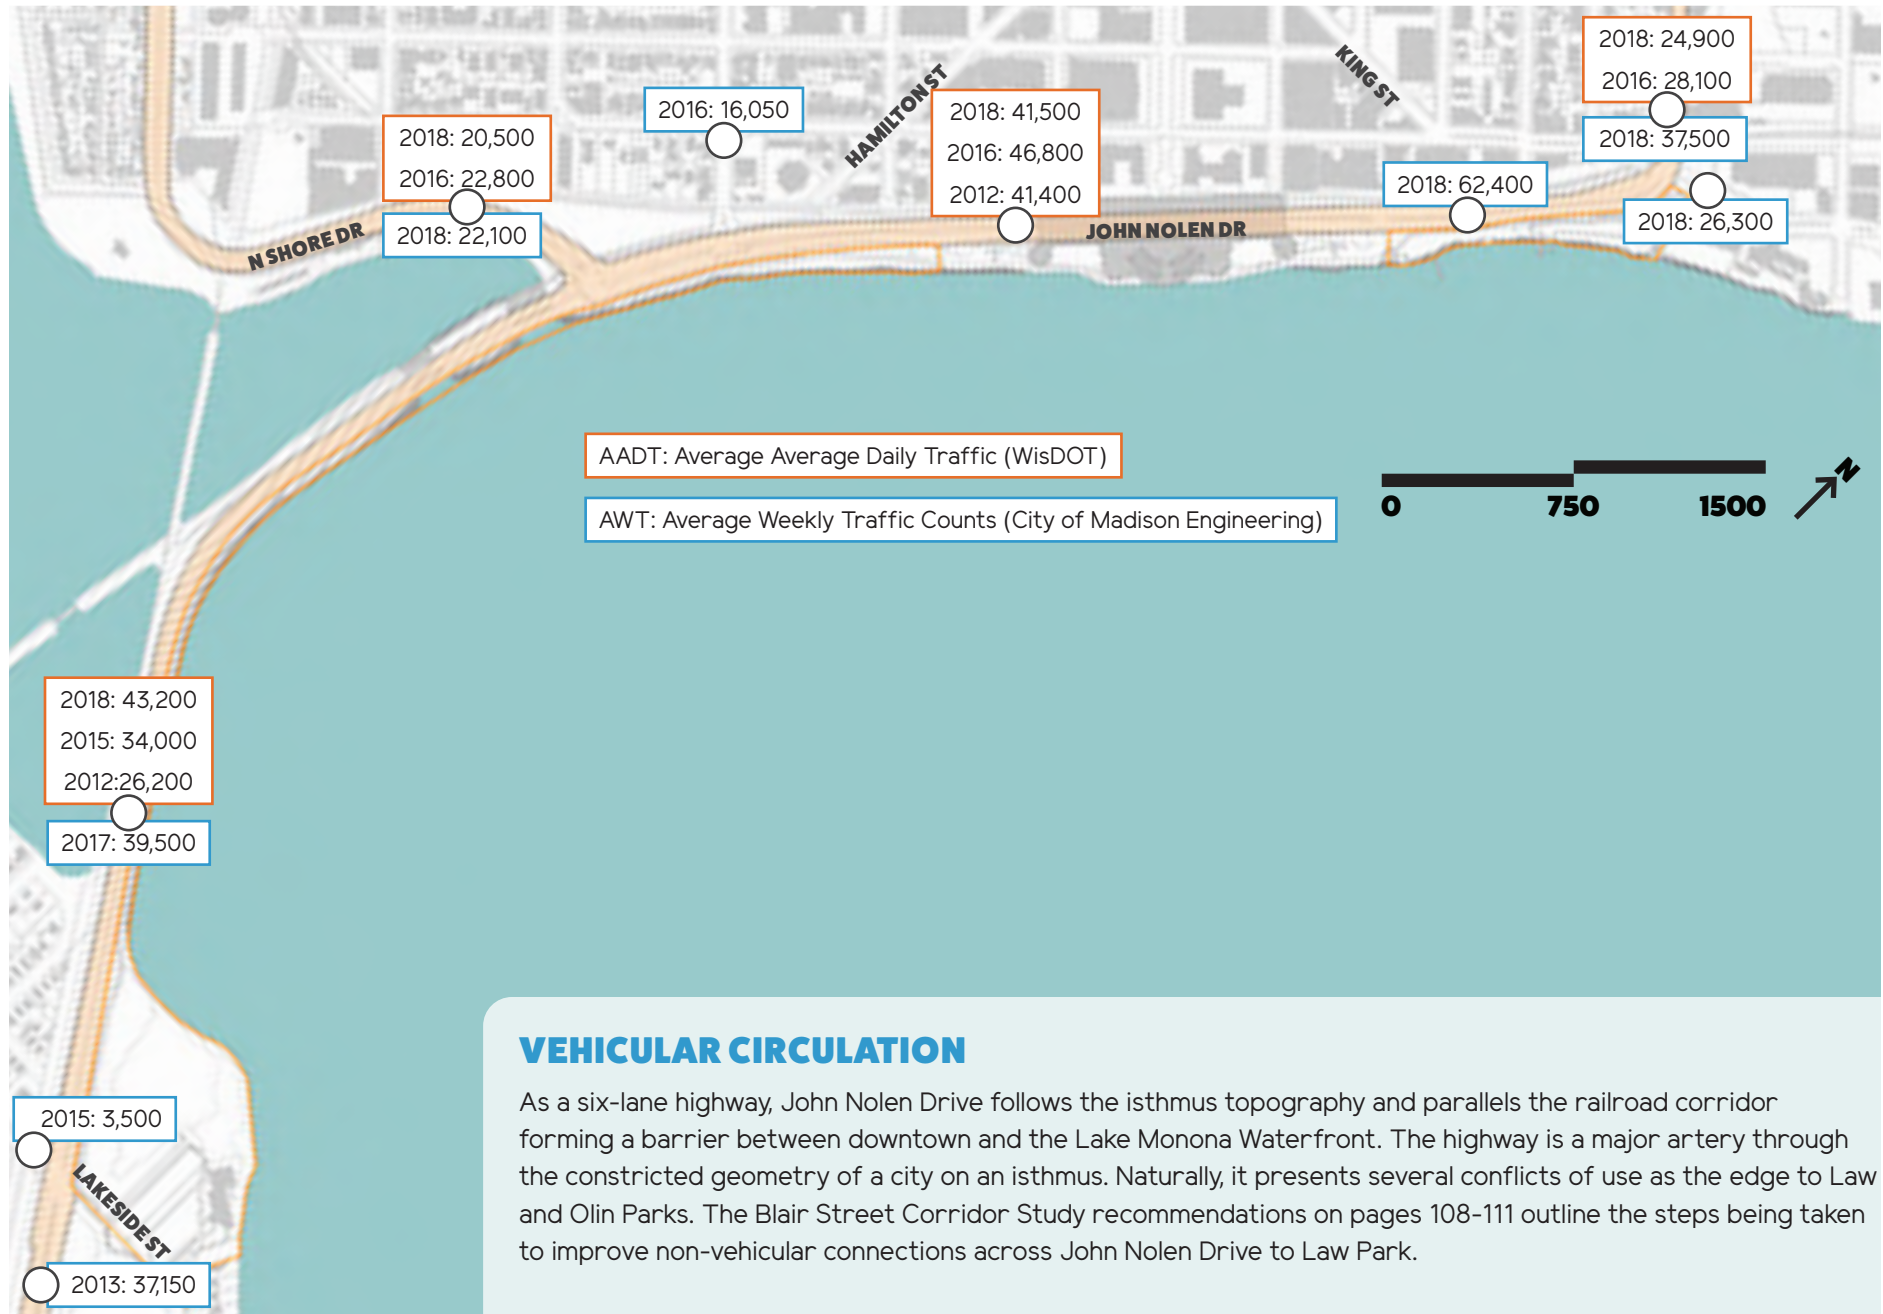 2018: 24,900
2016: 28,100
2018: 37,500
KING ST
HAMILTON ST
2016: 16,050
2018: 41,500
2016: 46,800
2012: 41,400
2018: 20,500
2016: 22,800
2018: 22,100
2018: 62,400
2018: 26,300
N SHORE DR
JOHN NOLEN DR
AADT: Average Average Daily Traffic (WisDOT)
AWT: Average Weekly Traffic Counts (City of Madison Engineering)
0 750 1500
N
2018: 43,200
2015: 34,000
2012:26,200
2017: 39,500
2015: 3,500
LAKESIDE ST
2013: 37,150
VEHICULAR CIRCULATION
As a six-lane highway, John Nolen Drive follows the isthmus topography and parallels the railroad corridor
forming a barrier between downtown and the Lake Monona Waterfront. The highway is a major artery through
the constricted geometry of a city on an isthmus. Naturally, it presents several conflicts of use as the edge to Law
and Olin Parks. The Blair Street Corridor Study recommendations on pages 108-111 outline the steps being taken
to improve non-vehicular connections across John Nolen Drive to Law Park.